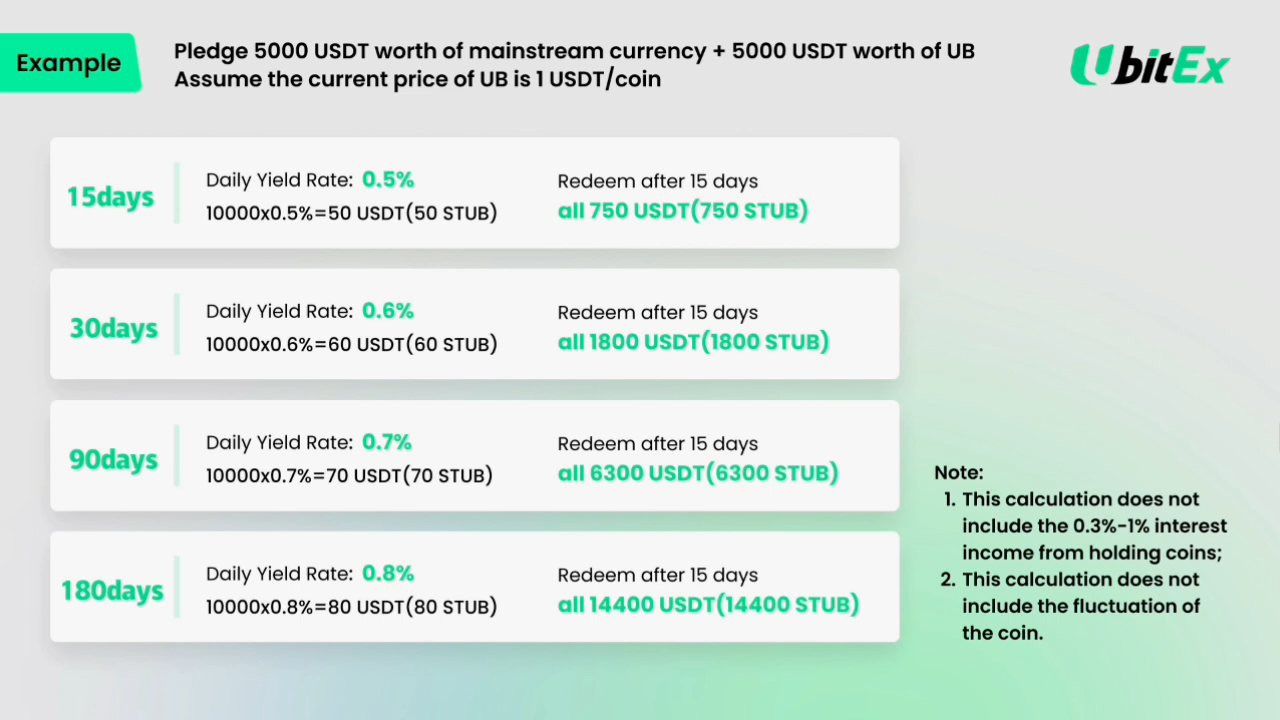 Example
Pledge 5000 USDT worth of mainstream currency + 5000 USDT worth of UB
Assume the current price of UB is 1 USDT/coin
UbitEx
15days
Daily Yield Rate: 0.5%
10000x0.5%=50 USDT(50 STUB)
Redeem after 15 days
all 750 USDT(750 STUB)
30days
Daily Yield Rate: 0.6%
10000x0.6%=60 USDT(60 STUB)
Redeem after 15 days
all 1800 USDT(1800 STUB)
90days
Daily Yield Rate: 0.7%
10000x0.7%=70 USDT(70 STUB)
Redeem after 15 days
all 6300 USDT(6300 STUB)
180days
Daily Yield Rate: 0.8%
10000x0.8%=80 USDT(80 STUB)
Redeem after 15 days
all 14400 USDT(14400 STUB)
Note:
1. This calculation does not
include the 0.3%-1% interest
income from holding coins;
2. This calculation does not
include the fluctuation of
the coin.